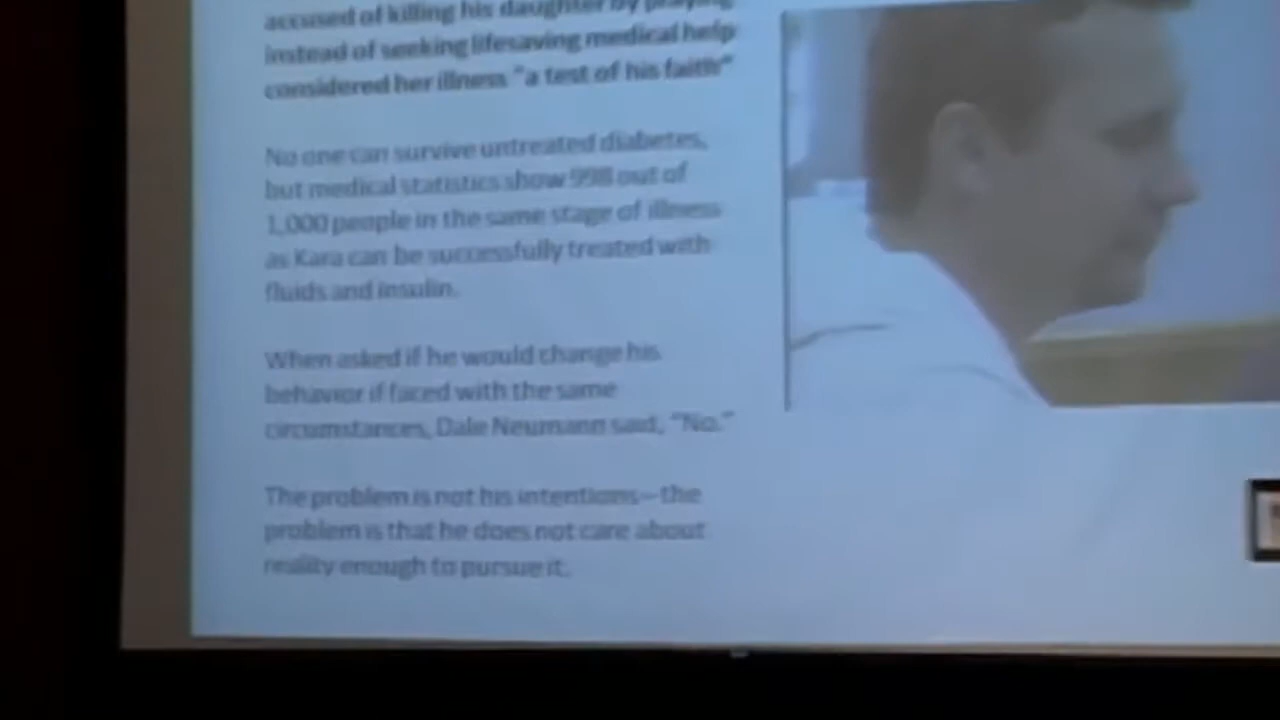 accused of killing his daughter by praying
instead of seeking lifesaving medical help
considered her illness "a test of his faith"
No one can survive untreated diabetes,
but medical statistics show 998 out of
1,000 people in the same stage of illness
as Kara can be successfully treated with
fluids and insulin.
When asked if he would change his
behavior if faced with the same
circumstances, Dale Neumann said, "No."
The problem is not his intentions—the
problem is that he does not care about
reality enough to pursue it.